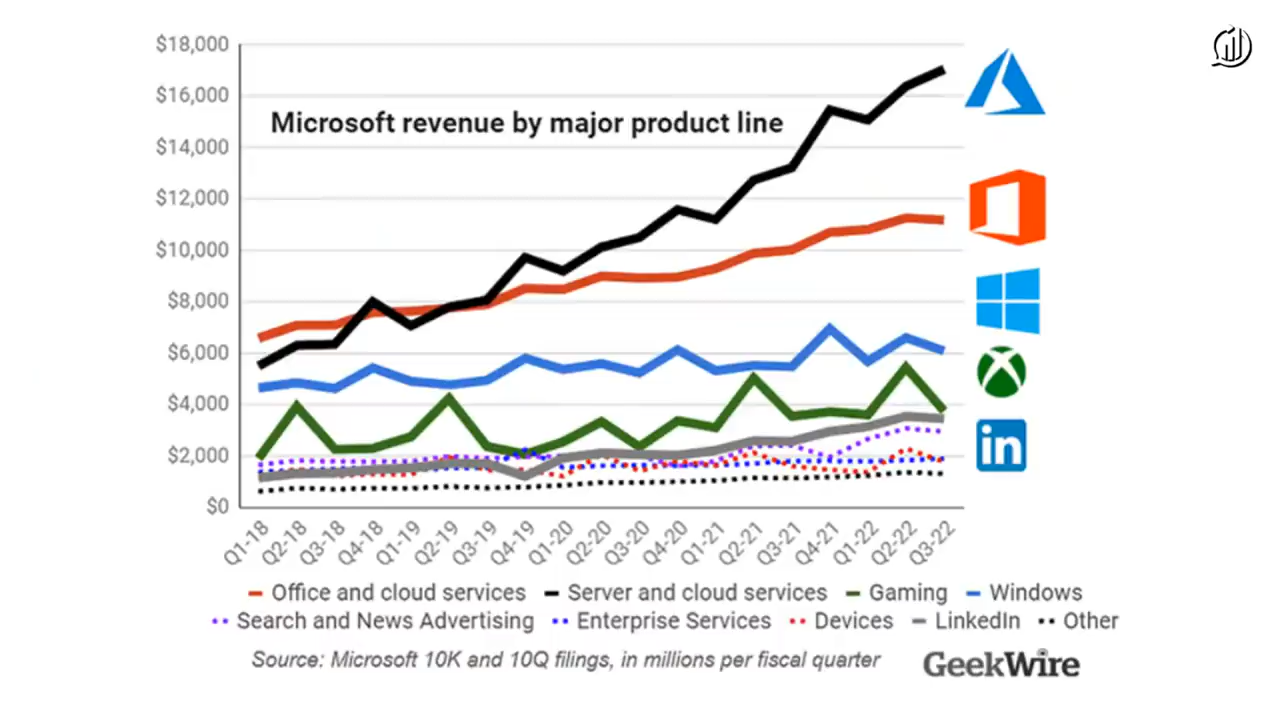 $18,000
$16,000
Microsoft revenue by major product line
$14,000
$12,000
$10,000
$8,000
$6,000
$4,000
$2,000
$0
Q1-18 Q2-18 Q3-18 Q4-18 Q1-19 Q2-19 Q3-19 Q4-19 Q1-20 Q2-20 Q3-20 Q4-20 Q1-21 Q2-21 Q3-21 Q4-21 Q1-22 Q2-22 Q3-22
in
Office and cloud services Server and cloud services Gaming Windows
Search and News Advertising Enterprise Services Devices LinkedIn Other
Source: Microsoft 10K and 10Q filings, in millions per fiscal quarter
GeekWire